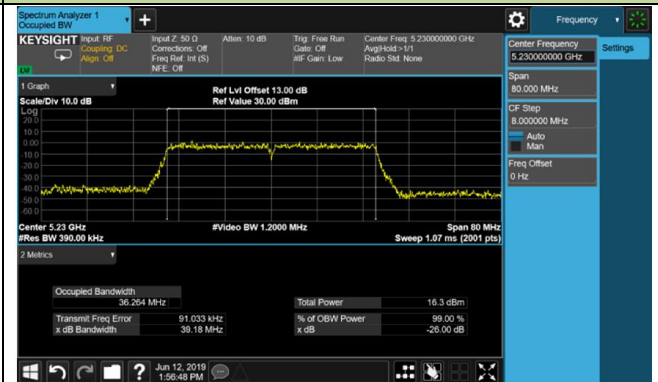 Spectrum Analyzer 1
Occupied BW
Frequency
KEYSIGHT
Input: RF
Coupling: DC
Align: Off
Input Z: 50 Ω
Corrections: Off
Freq Ref: Int (S)
NFE: Off
Atten: 10 dB
Trig: Free Run
Gate: Off
#IF Gain: Low
Center Freq: 5.230000000 GHz
Avg|Hold:>1/1
Radio Std: None
Center Frequency
5.230000000 GHz
Settings
Span
80.000 MHz
CF Step
8.000000 MHz
Auto
Man
Freq Offset
0 Hz
1 Graph
Scale/Div 10.0 dB
Ref Lvl Offset 13.00 dB
Ref Value 30.00 dBm
Log
20.0
10.0
0.00
-10.0
-20.0
-30.0
-40.0
-50.0
-60.0
Center 5.23 GHz
#Res BW 390.00 kHz
#Video BW 1.2000 MHz
Span 80 MHz
Sweep 1.07 ms (2001 pts)
2 Metrics
Occupied Bandwidth
36.264 MHz
Total Power 16.3 dBm
Transmit Freq Error 91.033 kHz
% of OBW Power 99.00 %
x dB Bandwidth 39.18 MHz
x dB -26.00 dB
Jun 12, 2019
1:56:48 PM